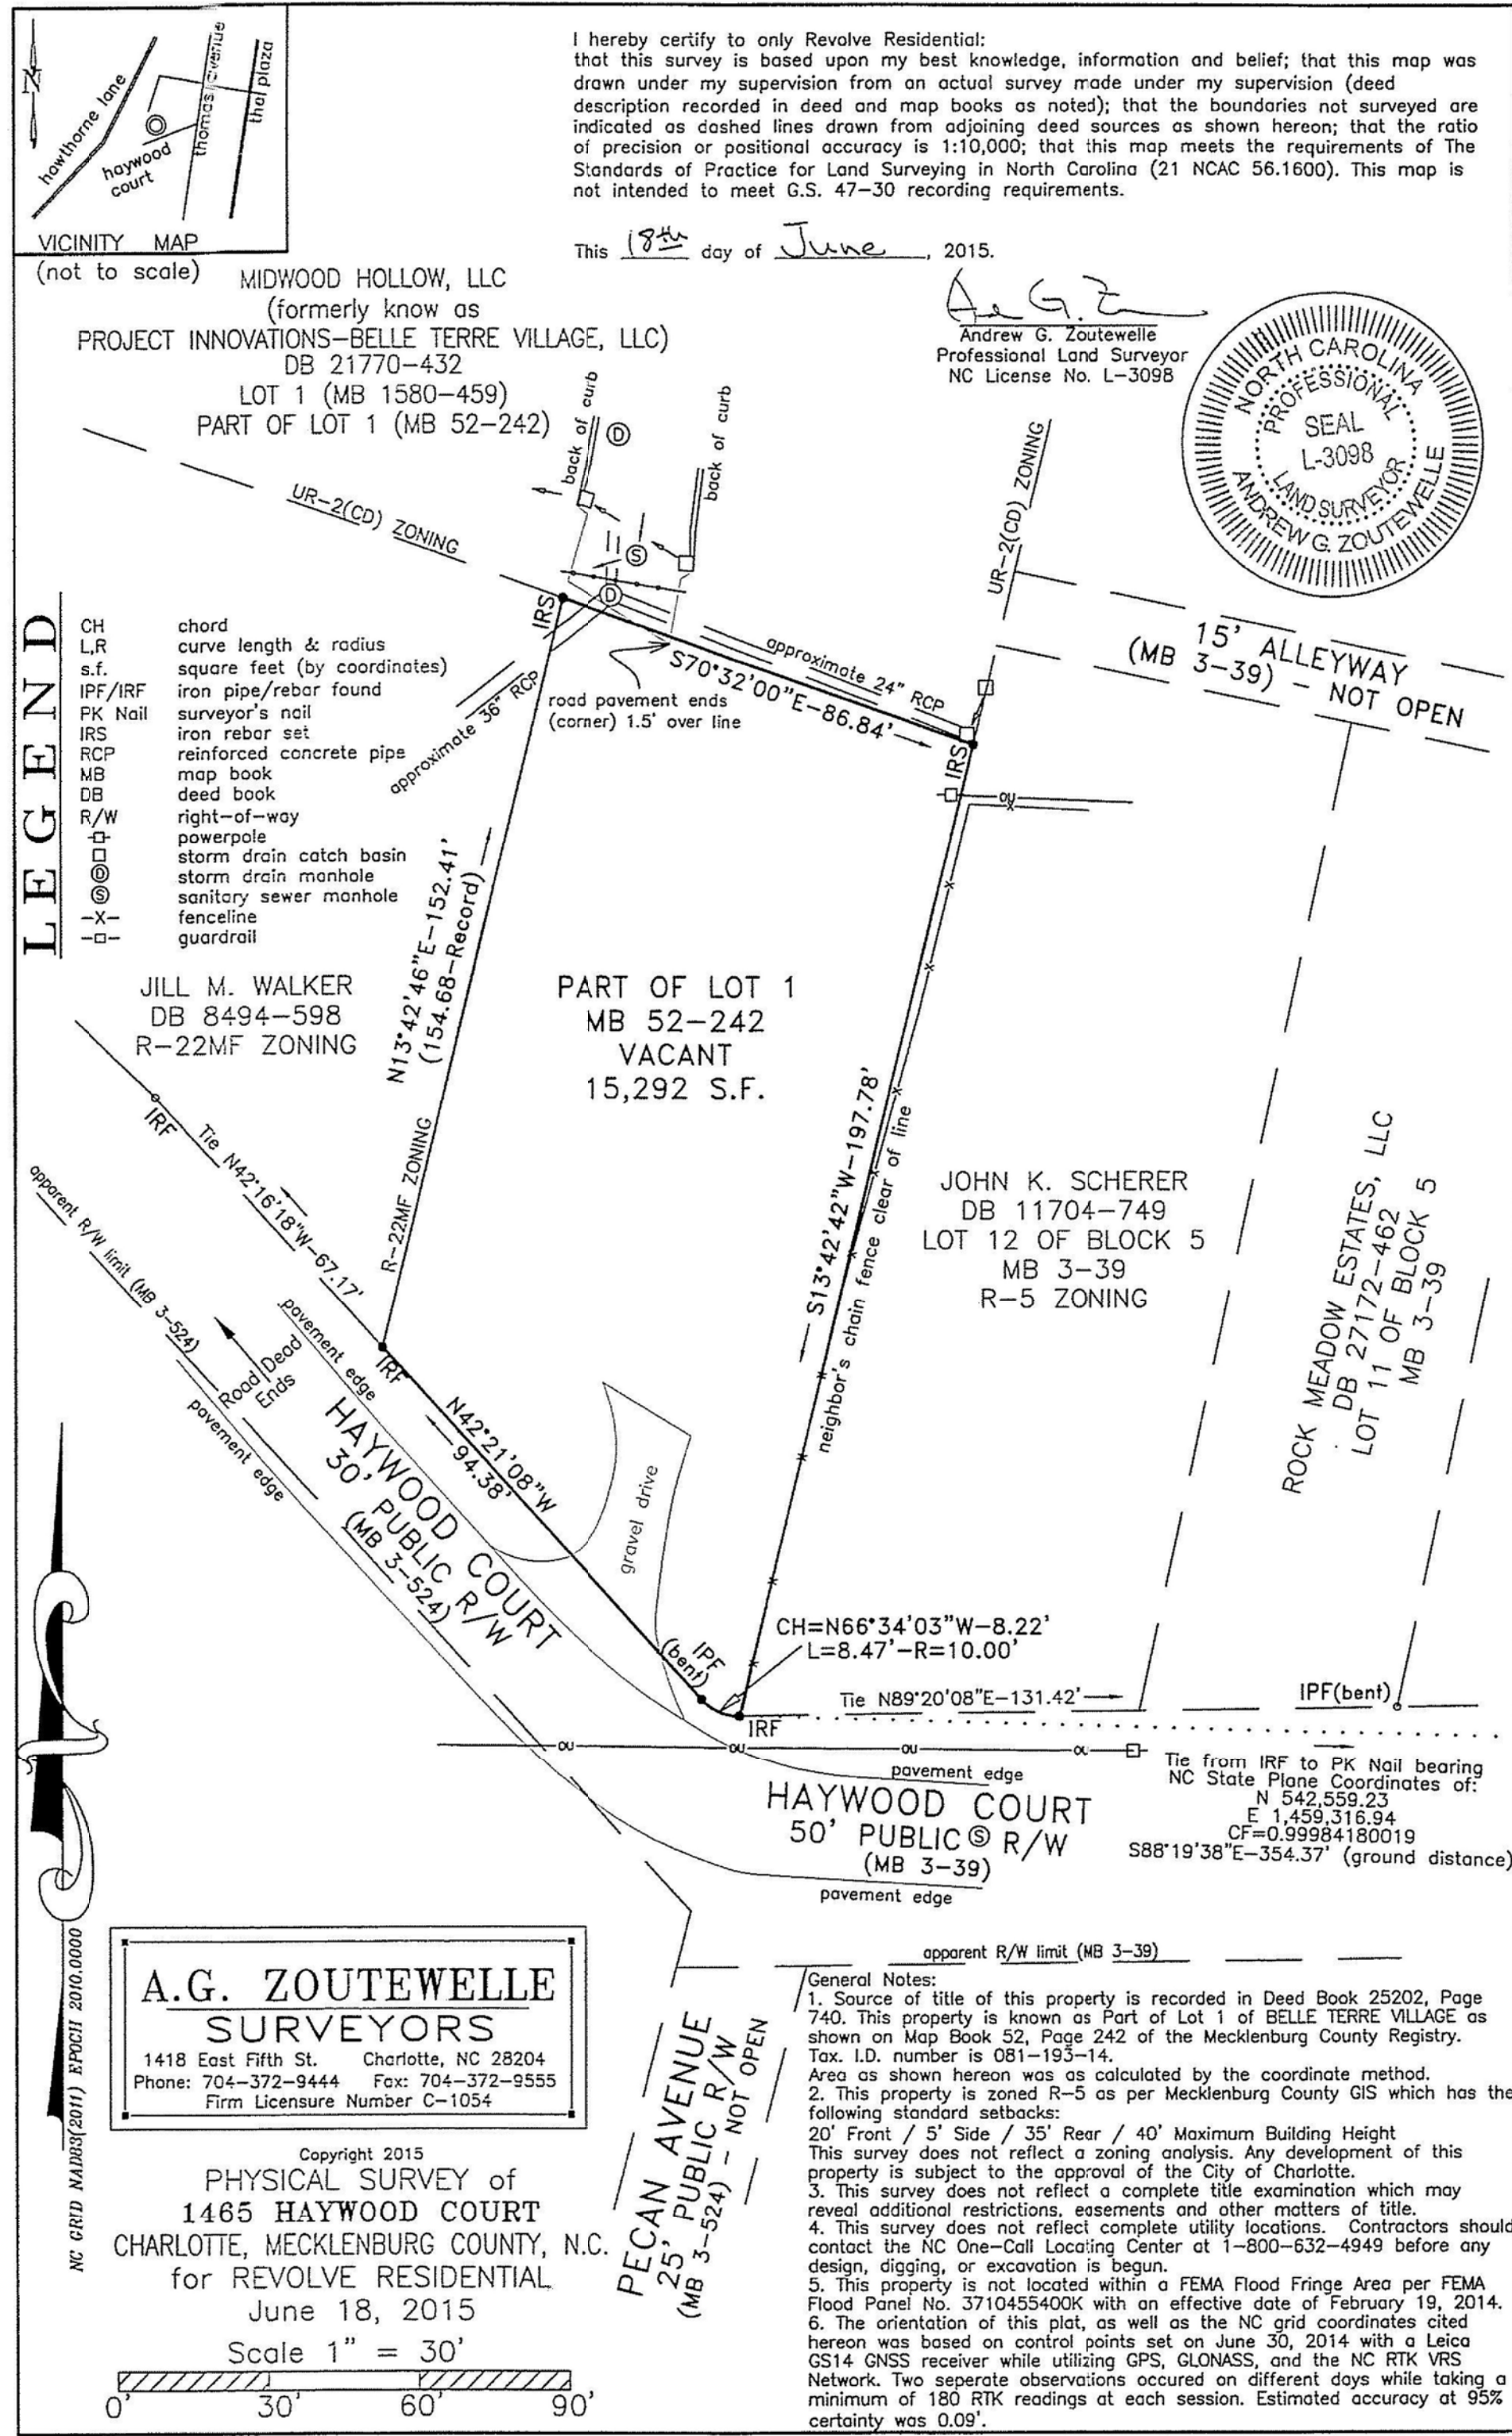 N
hawthorne lane
haywood
court
thomas avenue
thal plaza
VICINITY MAP
(not to scale)
I hereby certify to only Revolve Residential:
that this survey is based upon my best knowledge, information and belief; that this map was
drawn under my supervision from an actual survey made under my supervision (deed
description recorded in deed and map books as noted); that the boundaries not surveyed are
indicated as dashed lines drawn from adjoining deed sources as shown hereon; that the ratio
of precision or positional accuracy is 1:10,000; that this map meets the requirements of The
Standards of Practice for Land Surveying in North Carolina (21 NCAC 56.1600). This map is
not intended to meet G.S. 47-30 recording requirements.
This 18th day of June, 2015.
Andrew G. Zoutewelle
Professional Land Surveyor
NC License No. L-3098
NORTH CAROLINA
PROFESSIONAL
SEAL
L-3098
LAND SURVEYOR
ANDREW G. ZOUTEWELLE
MIDWOOD HOLLOW, LLC
(formerly know as
PROJECT INNOVATIONS-BELLE TERRE VILLAGE, LLC)
DB 21770-432
LOT 1 (MB 1580-459)
PART OF LOT 1 (MB 52-242)
back of curb
back of curb
D
S
D
UR-2(CD) ZONING
UR-2(CD) ZONING
15' ALLEYWAY
(MB 3-39) - NOT OPEN
LEGEND
CH chord
L,R curve length & radius
s.f. square feet (by coordinates)
IPF/IRF iron pipe/rebar found
PK Nail surveyor's nail
IRS iron rebar set
RCP reinforced concrete pipe
MB map book
DB deed book
R/W right-of-way
powerpole
storm drain catch basin
D storm drain manhole
S sanitary sewer manhole
-X- fenceline
guardrail
IRS
approximate 36" RCP
road pavement ends
(corner) 1.5' over line
approximate 24" RCP
S70°32'00"E-86.84'
IRS
OU
N13°42'46"E-152.41'
(154.68-Record)
R-22MF ZONING
JILL M. WALKER
DB 8494-598
R-22MF ZONING
PART OF LOT 1
MB 52-242
VACANT
15,292 S.F.
S13°42'42"W-197.78'
neighbor's chain fence clear of line
JOHN K. SCHERER
DB 11704-749
LOT 12 OF BLOCK 5
MB 3-39
R-5 ZONING
ROCK MEADOW ESTATES, LLC
DB 27172-462
LOT 11 OF BLOCK 5
MB 3-39
IRF
Tie N42°16'18"W-67.17'
apparent R/W limit (MB 3-524)
Road Dead
Ends
pavement edge
pavement edge
IRF
N42°21'08"W
94.38'
HAYWOOD COURT
30' PUBLIC R/W
(MB 3-524)
gravel drive
IPF
(bent)
CH=N66°34'03"W-8.22'
L=8.47'-R=10.00'
IRF
Tie N89°20'08"E-131.42'
IPF(bent)
OU OU OU OU
pavement edge
Tie from IRF to PK Nail bearing
NC State Plane Coordinates of:
N 542,559.23
E 1,459,316.94
CF=0.99984180019
S88°19'38"E-354.37' (ground distance)
HAYWOOD COURT
50' PUBLIC S R/W
(MB 3-39)
pavement edge
apparent R/W limit (MB 3-39)
PECAN AVENUE
25' PUBLIC R/W
(MB 3-524) - NOT OPEN
NC GRID NAD83(2011) EPOCH 2010.0000
A.G. ZOUTEWELLE
SURVEYORS
1418 East Fifth St. Charlotte, NC 28204
Phone: 704-372-9444 Fax: 704-372-9555
Firm Licensure Number C-1054
Copyright 2015
PHYSICAL SURVEY of
1465 HAYWOOD COURT
CHARLOTTE, MECKLENBURG COUNTY, N.C.
for REVOLVE RESIDENTIAL
June 18, 2015
Scale 1" = 30'
0' 30' 60' 90'
General Notes:
1. Source of title of this property is recorded in Deed Book 25202, Page
740. This property is known as Part of Lot 1 of BELLE TERRE VILLAGE as
shown on Map Book 52, Page 242 of the Mecklenburg County Registry.
Tax. I.D. number is 081-193-14.
Area as shown hereon was as calculated by the coordinate method.
2. This property is zoned R-5 as per Mecklenburg County GIS which has the
following standard setbacks:
20' Front / 5' Side / 35' Rear / 40' Maximum Building Height
This survey does not reflect a zoning analysis. Any development of this
property is subject to the approval of the City of Charlotte.
3. This survey does not reflect a complete title examination which may
reveal additional restrictions, easements and other matters of title.
4. This survey does not reflect complete utility locations. Contractors should
contact the NC One-Call Locating Center at 1-800-632-4949 before any
design, digging, or excavation is begun.
5. This property is not located within a FEMA Flood Fringe Area per FEMA
Flood Panel No. 3710455400K with an effective date of February 19, 2014.
6. The orientation of this plat, as well as the NC grid coordinates cited
hereon was based on control points set on June 30, 2014 with a Leica
GS14 GNSS receiver while utilizing GPS, GLONASS, and the NC RTK VRS
Network. Two seperate observations occured on different days while taking a
minimum of 180 RTK readings at each session. Estimated accuracy at 95%
certainty was 0.09'.